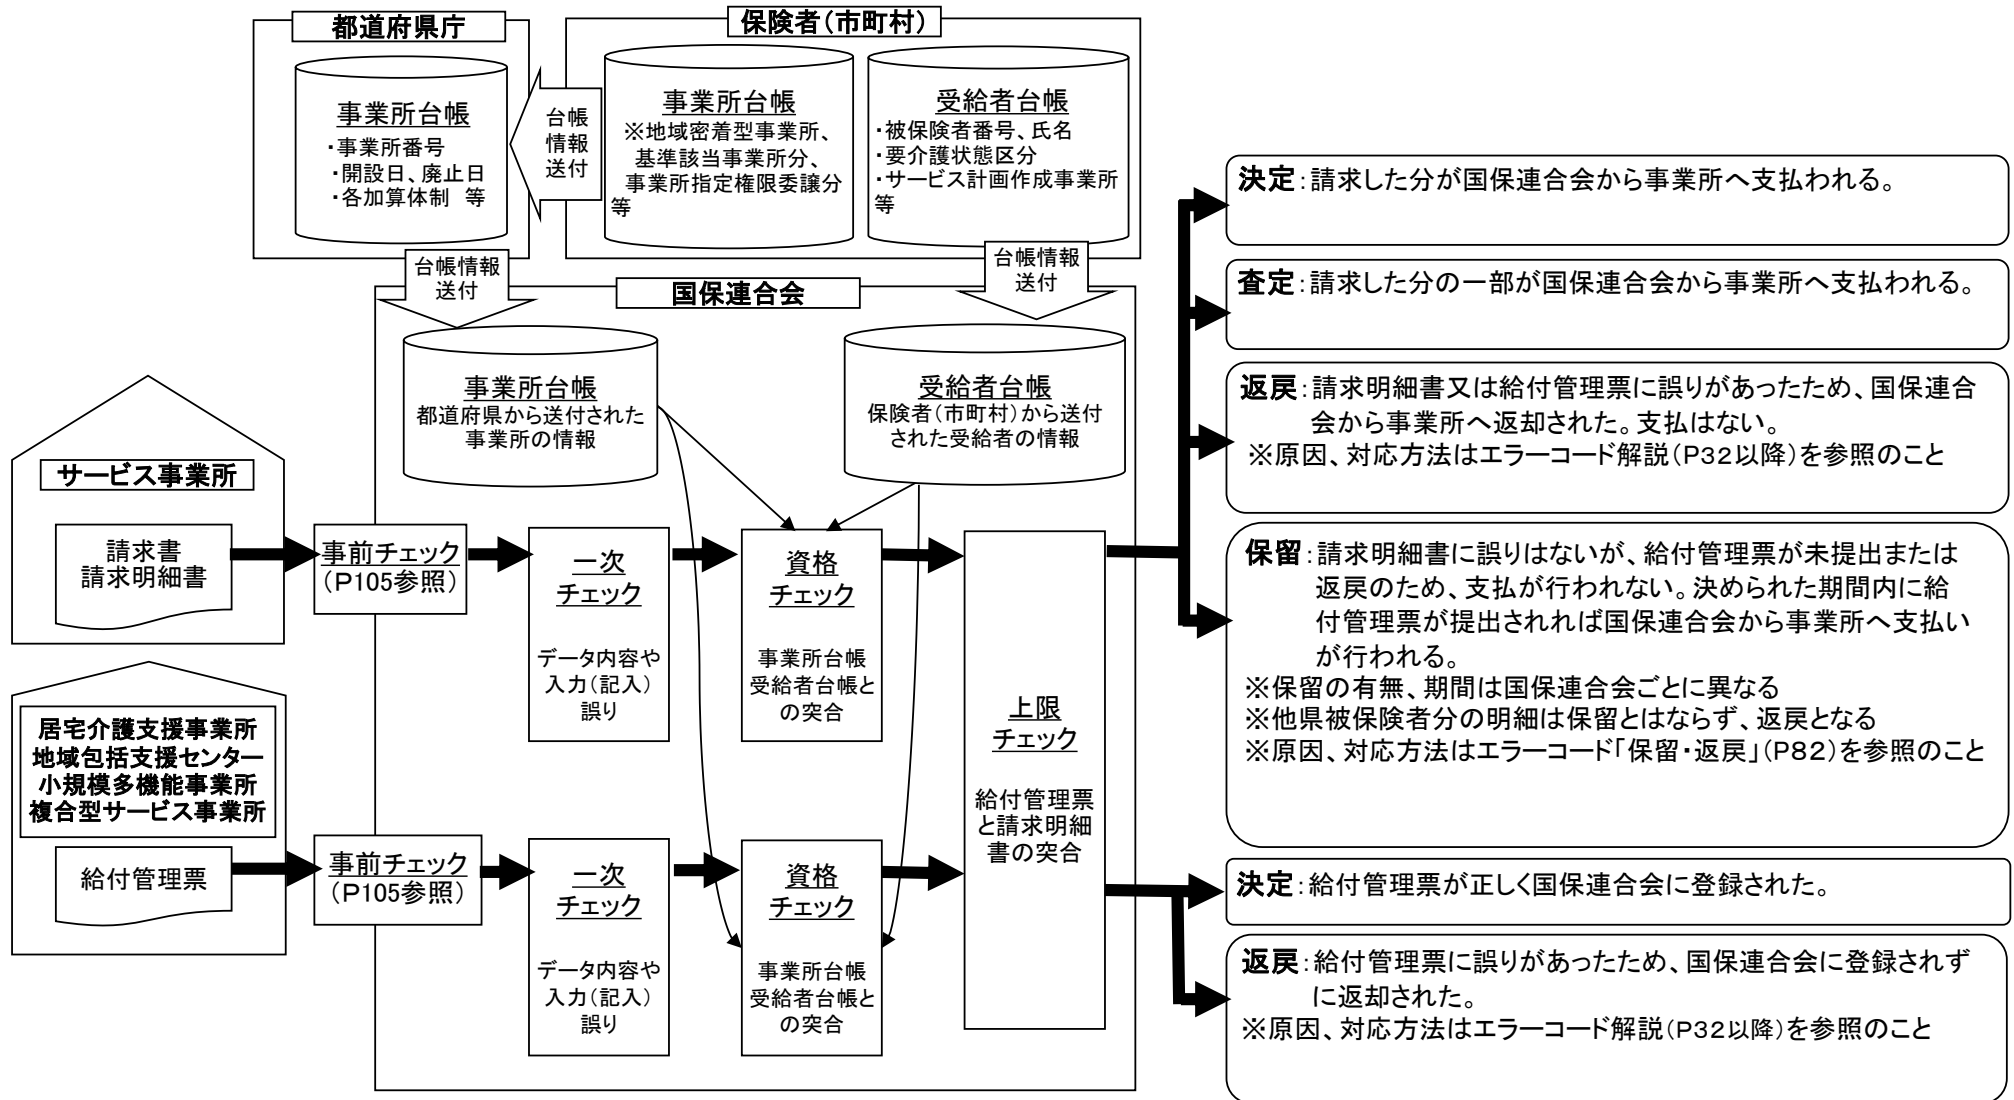 都道府県庁
事業所台帳
・事業所番号
・開設日、廃止日
・各加算体制 等
台帳
情報
送付
保険者（市町村）
事業所台帳
※地域密着型事業所、
基準該当事業所分、
事業所指定権限委譲分
等
受給者台帳
・被保険者番号、氏名
・要介護状態区分
・サービス計画作成事業所
等
台帳情報
送付
台帳情報
送付
国保連合会
事業所台帳
都道府県から送付された
事業所の情報
受給者台帳
保険者（市町村）から送付
された受給者の情報
サービス事業所
請求書
請求明細書
事前チェック
（P105参照）
一次
チェック
データ内容や
入力（記入）
誤り
資格
チェック
事業所台帳
受給者台帳と
の突合
居宅介護支援事業所
地域包括支援センター
小規模多機能事業所
複合型サービス事業所
給付管理票
事前チェック
（P105参照）
一次
チェック
データ内容や
入力（記入）
誤り
資格
チェック
事業所台帳
受給者台帳と
の突合
上限
チェック
給付管理票
と請求明細
書の突合
決定：請求した分が国保連合会から事業所へ支払われる。
査定：請求した分の一部が国保連合会から事業所へ支払われる。
返戻：請求明細書又は給付管理票に誤りがあったため、国保連合
会から事業所へ返却された。支払はない。
※原因、対応方法はエラーコード解説（P32以降）を参照のこと
保留：請求明細書に誤りはないが、給付管理票が未提出または
返戻のため、支払が行われない。決められた期間内に給
付管理票が提出されれば国保連合会から事業所へ支払い
が行われる。
※保留の有無、期間は国保連合会ごとに異なる
※他県被保険者分の明細は保留とはならず、返戻となる
※原因、対応方法はエラーコード「保留・返戻」（P82）を参照のこと
決定：給付管理票が正しく国保連合会に登録された。
返戻：給付管理票に誤りがあったため、国保連合会に登録されず
に返却された。
※原因、対応方法はエラーコード解説（P32以降）を参照のこと